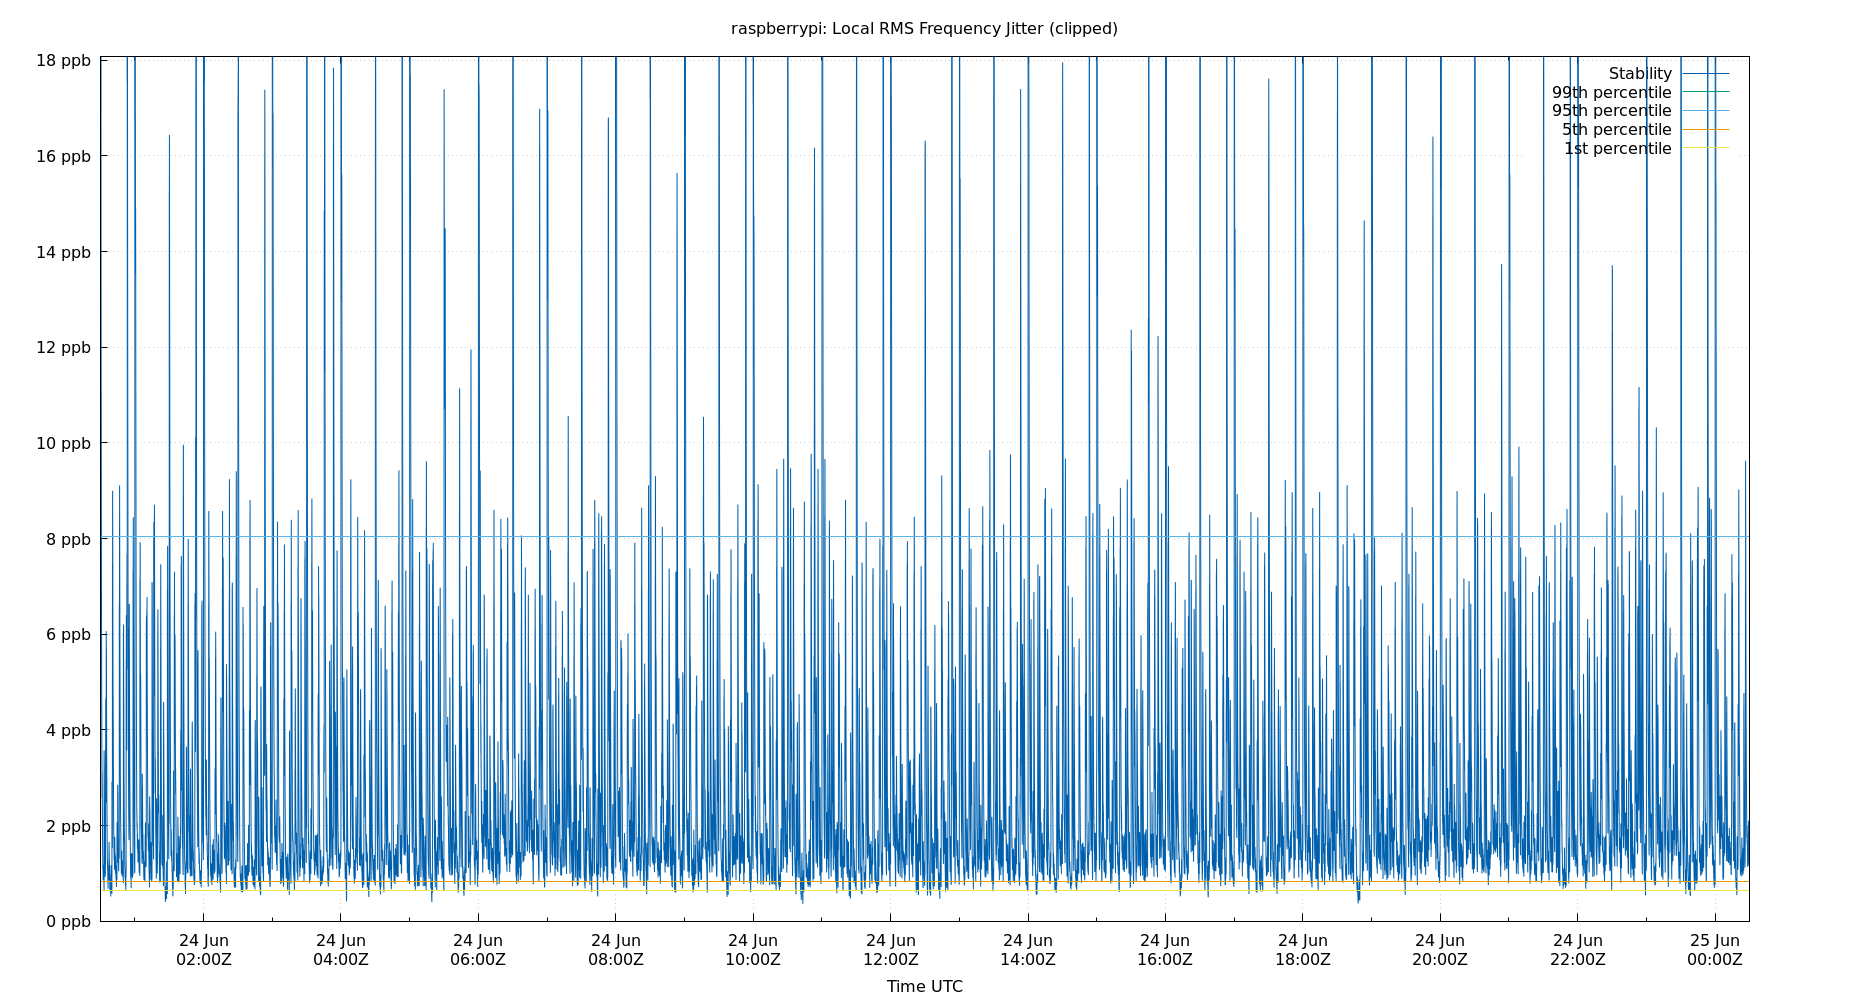 raspberrypi: Local RMS Frequency Jitter (clipped)
18 ppb
16 ppb
14 ppb
12 ppb
10 ppb
8 ppb
6 ppb
4 ppb
2 ppb
0 ppb
Stability
99th percentile
95th percentile
5th percentile
1st percentile
24 Jun 24 Jun 24 Jun 24 Jun 24 Jun 24 Jun 24 Jun 24 Jun 24 Jun 24 Jun 24 Jun 25 Jun
02:00Z 04:00Z 06:00Z 08:00Z 10:00Z 12:00Z 14:00Z 16:00Z 18:00Z 20:00Z 22:00Z 00:00Z
Time UTC